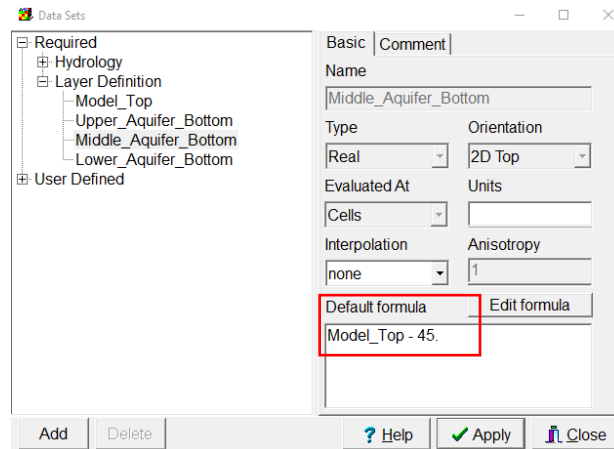 Data Sets
Required
Hydrology
Layer Definition
Model_Top
Upper_Aquifer_Bottom
Middle_Aquifer_Bottom
Lower_Aquifer_Bottom
User Defined
Basic Comment
Name
Middle_Aquifer_Bottom
Type Orientation
Real 2D Top
Evaluated At Units
Cells
Interpolation Anisotropy
none 1
Default formula Edit formula
Model_Top - 45.
Add Delete ? Help Apply Close